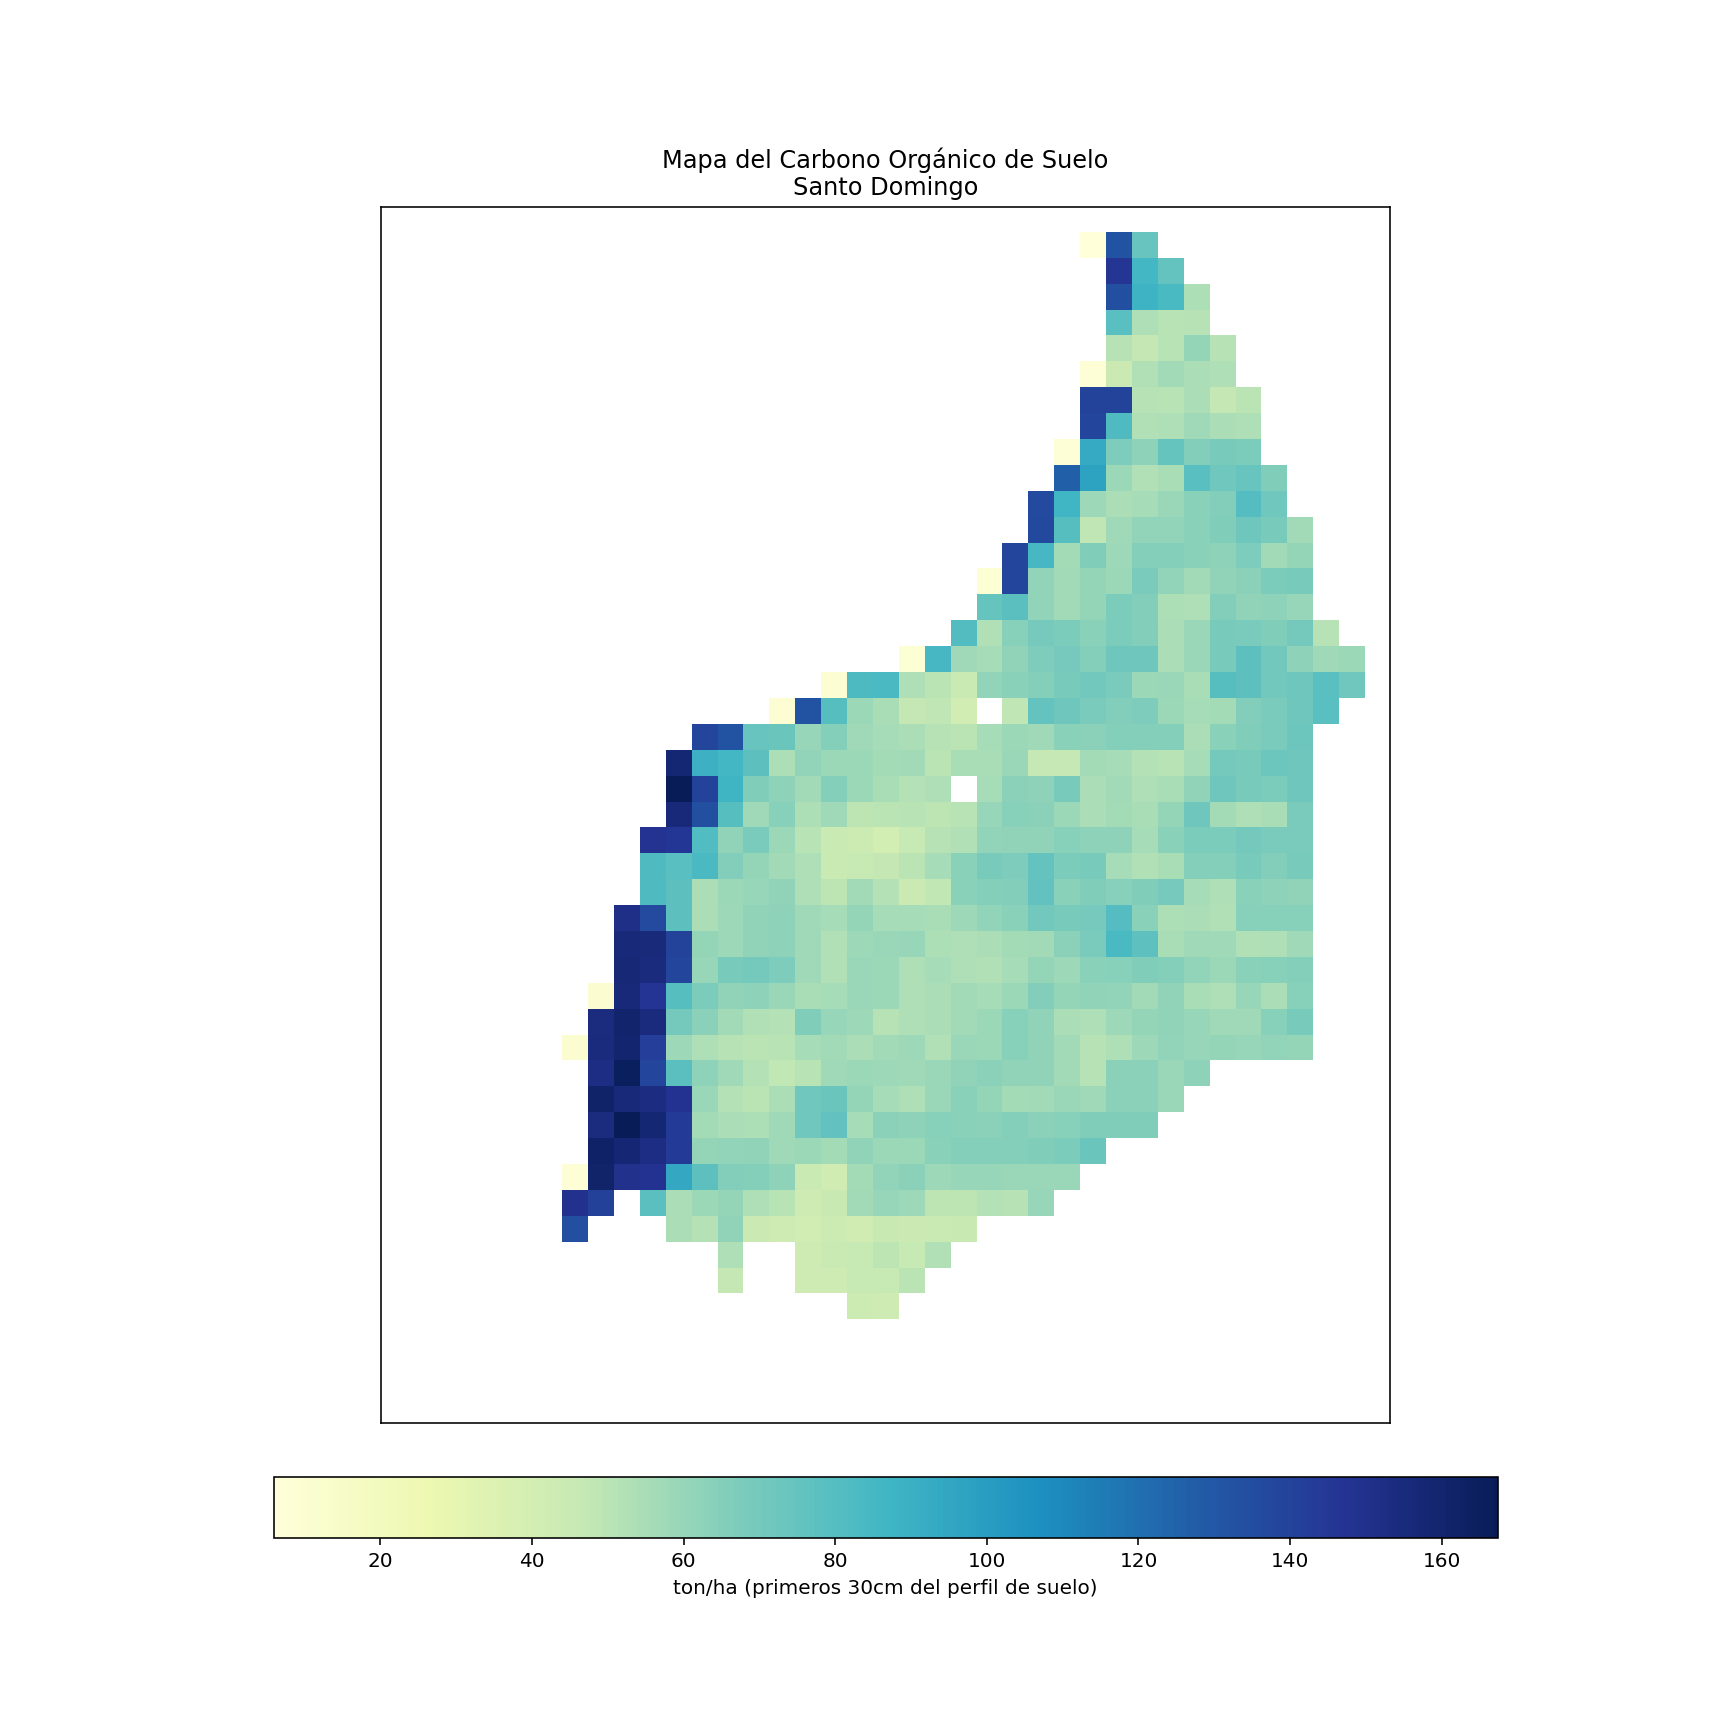 Mapa del Carbono Orgánico de Suelo
Santo Domingo
20 40 60 80 100 120 140 160
ton/ha (primeros 30cm del perfil de suelo)